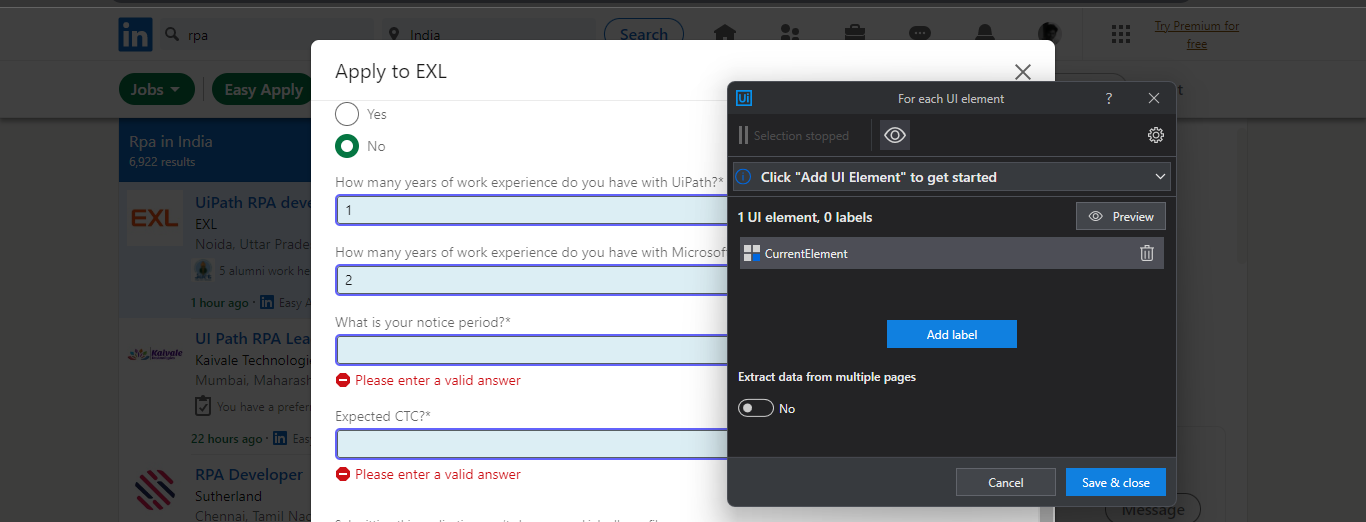 in
rpa
India
Search
Try Premium for
free
Jobs
Easy Apply
Rpa in India
6,922 results
EXL
UiPath RPA deve
EXL
Noida, Uttar Prade
5 alumni work he
1 hour ago ·
in
Easy A
Kaivale
UI Path RPA Lea
Kaivale Technologi
Mumbai, Maharash
You have a prefer
22 hours ago ·
in
Eas
RPA Developer
Sutherland
Chennai, Tamil Nad
Apply to EXL
Yes
No
How many years of work experience do you have with UiPath?*
1
How many years of work experience do you have with Microsoft
2
What is your notice period?*
Please enter a valid answer
Expected CTC?*
Please enter a valid answer
Ui
For each UI element
?
Selection stopped
Click "Add UI Element" to get started
1 UI element, 0 labels
Preview
CurrentElement
Add label
Extract data from multiple pages
No
Cancel
Save & close
Message